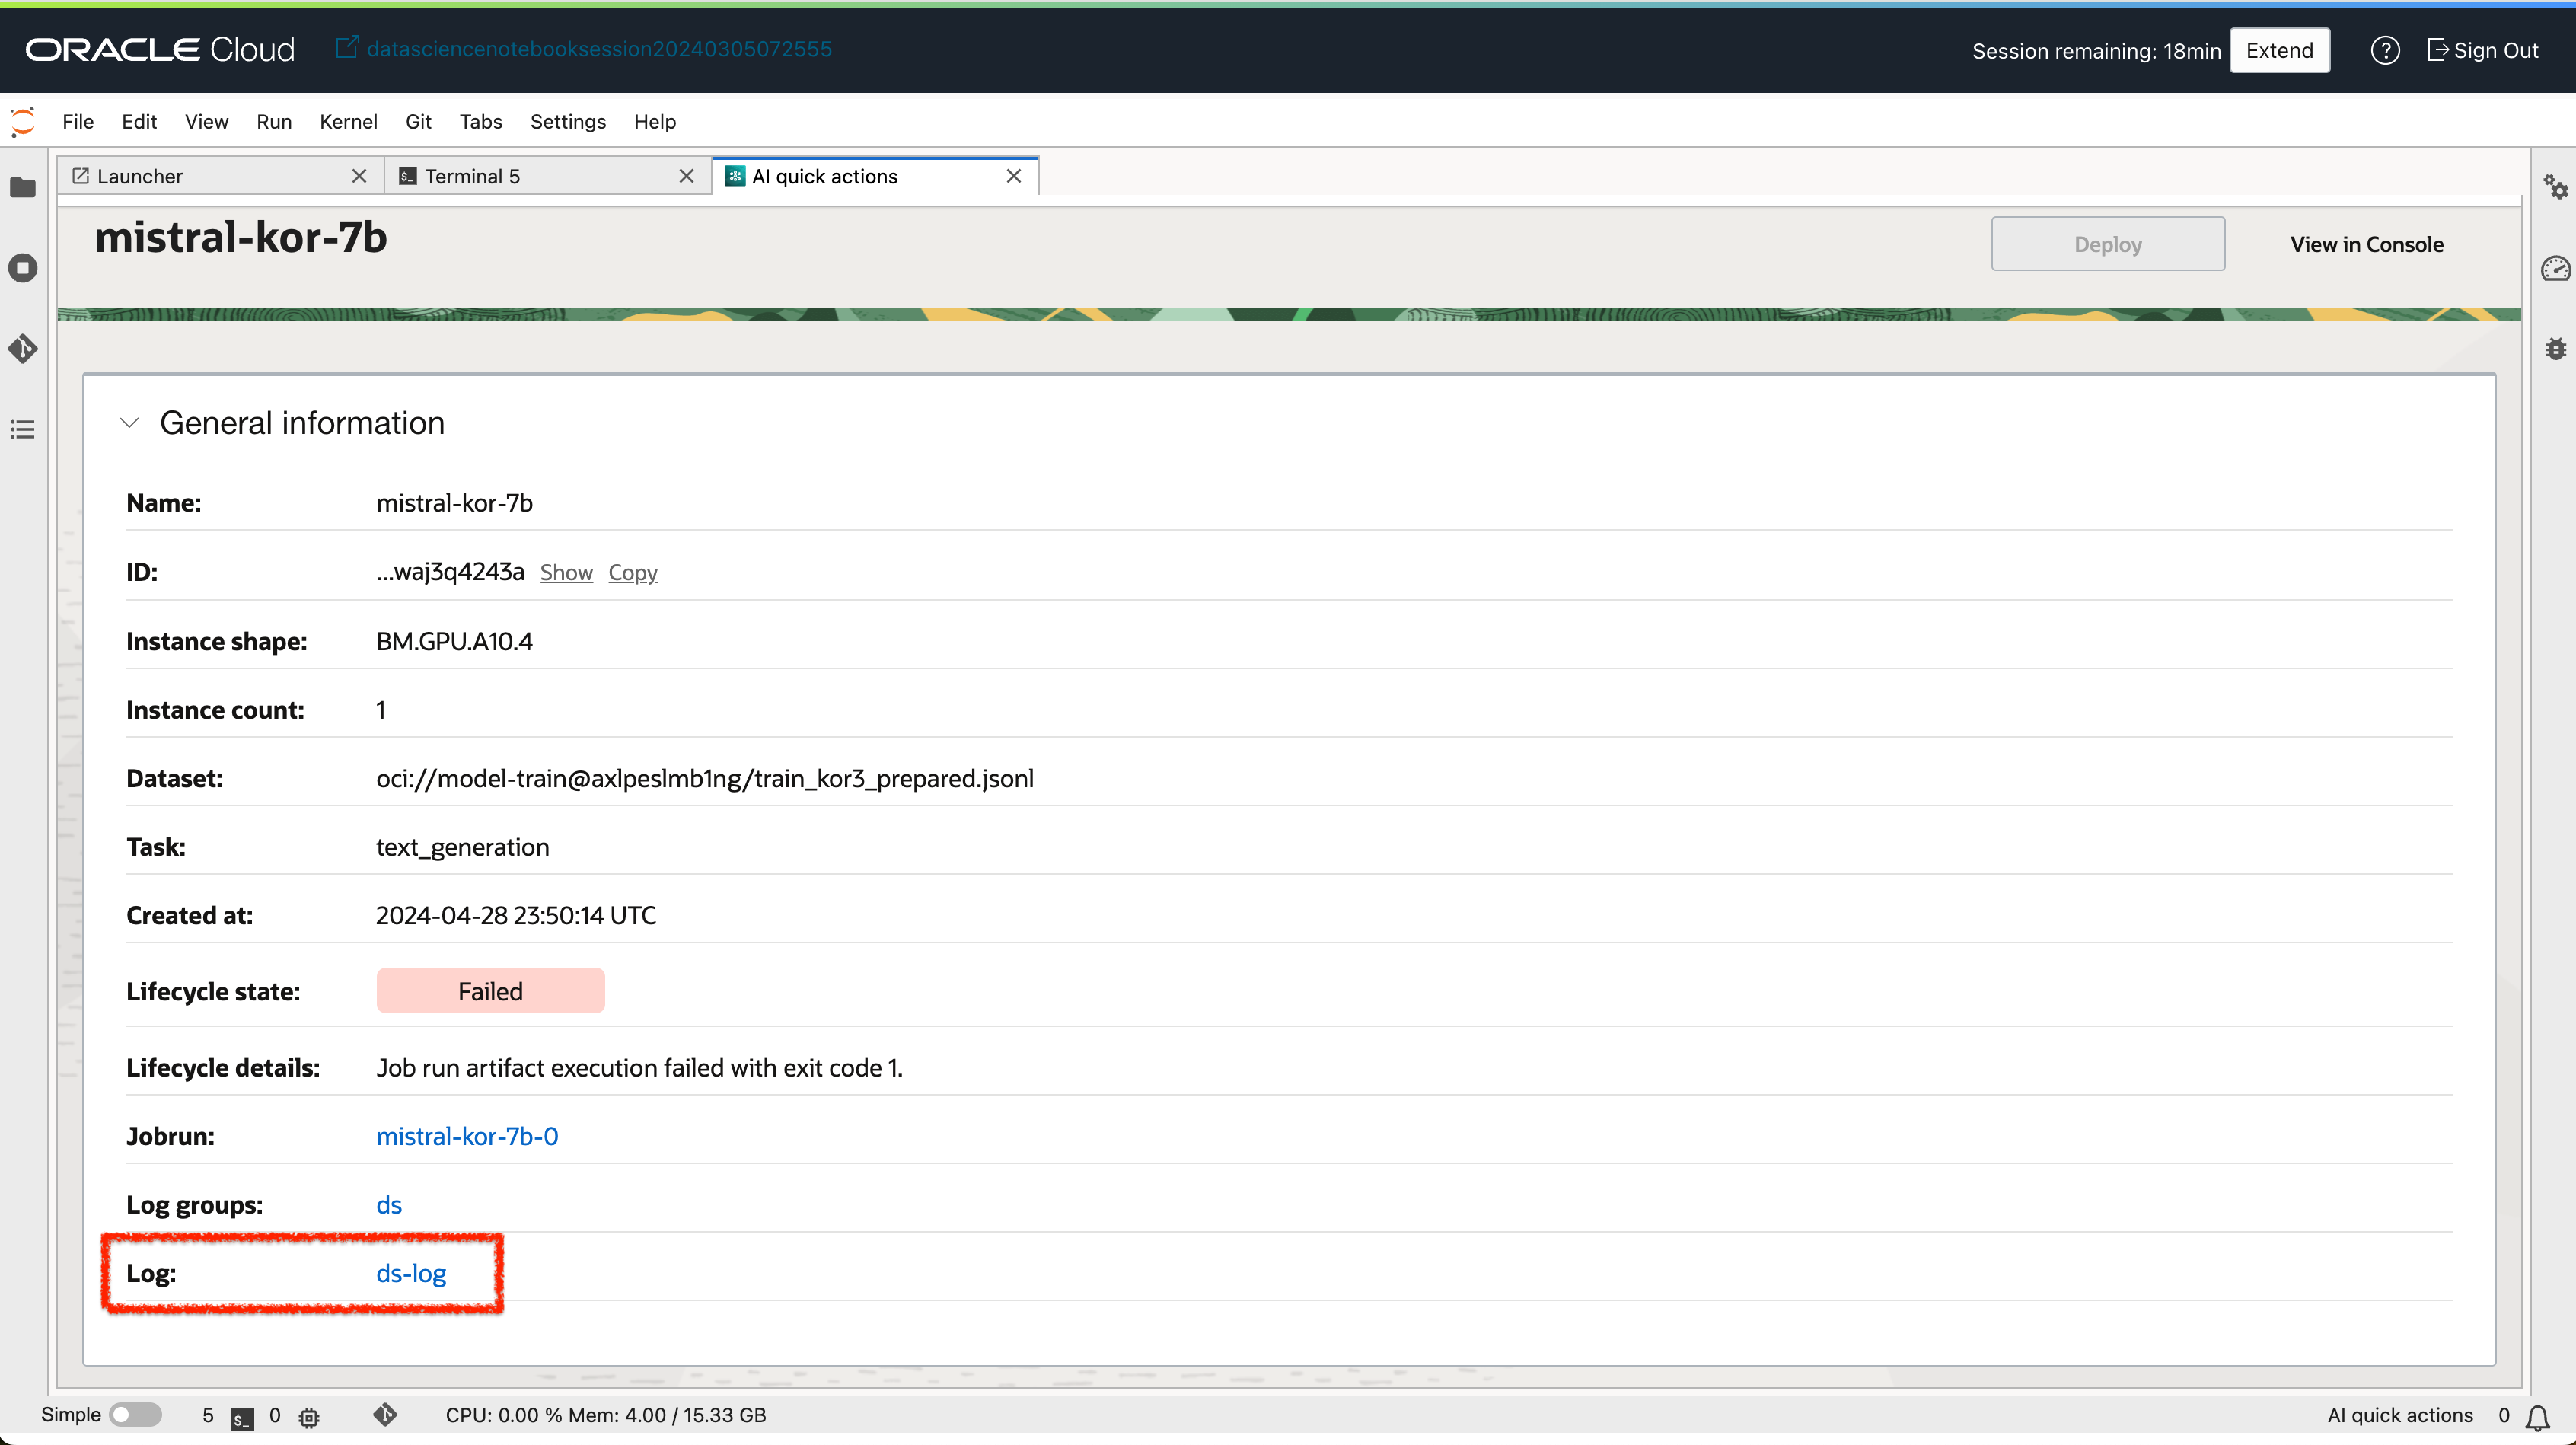 ORACLE Cloud datasciencenotebooksession20240305072555 Session remaining: 18min Extend ? Sign Out
File Edit View Run Kernel Git Tabs Settings Help
Launcher Terminal 5 AI quick actions
mistral-kor-7b Deploy View in Console
General information
Name: mistral-kor-7b
ID: ...waj3q4243a Show Copy
Instance shape: BM.GPU.A10.4
Instance count: 1
Dataset: oci://model-train@axlpeslmb1ng/train_kor3_prepared.jsonl
Task: text_generation
Created at: 2024-04-28 23:50:14 UTC
Lifecycle state: Failed
Lifecycle details: Job run artifact execution failed with exit code 1.
Jobrun: mistral-kor-7b-0
Log groups: ds
Log: ds-log
Simple 5 $_ 0 CPU: 0.00 % Mem: 4.00 / 15.33 GB AI quick actions 0